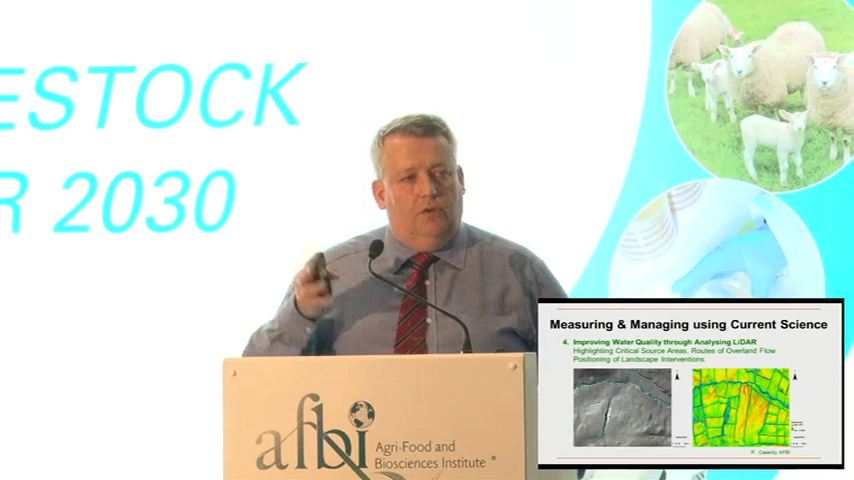 ESTOCK
R 2030
afbi Agri-Food and
Biosciences Institute
Measuring & Managing using Current Science
4. Improving Water Quality through Analysing LiDAR
Highlighting Critical Source Areas, Routes of Overland Flow
Positioning of Landscape Interventions